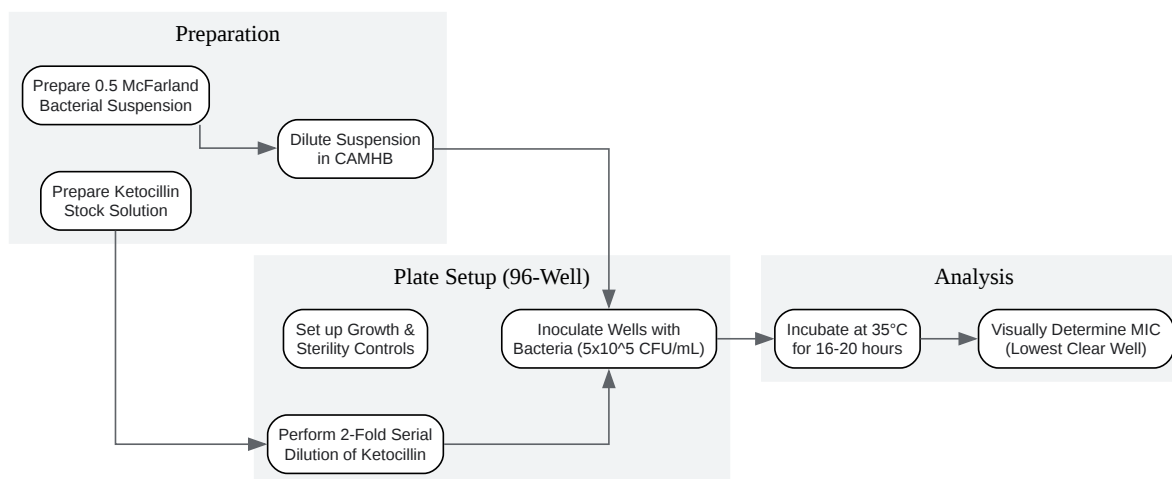 Preparation
Prepare 0.5 McFarland
Bacterial Suspension
Dilute Suspension
in CAMHB
Prepare Ketocillin
Stock Solution
Plate Setup (96-Well)
Set up Growth &
Sterility Controls
Inoculate Wells with
Bacteria (5x10^5 CFU/mL)
Perform 2-Fold Serial
Dilution of Ketocillin
Analysis
Incubate at 35°C
for 16-20 hours
Visually Determine MIC
(Lowest Clear Well)